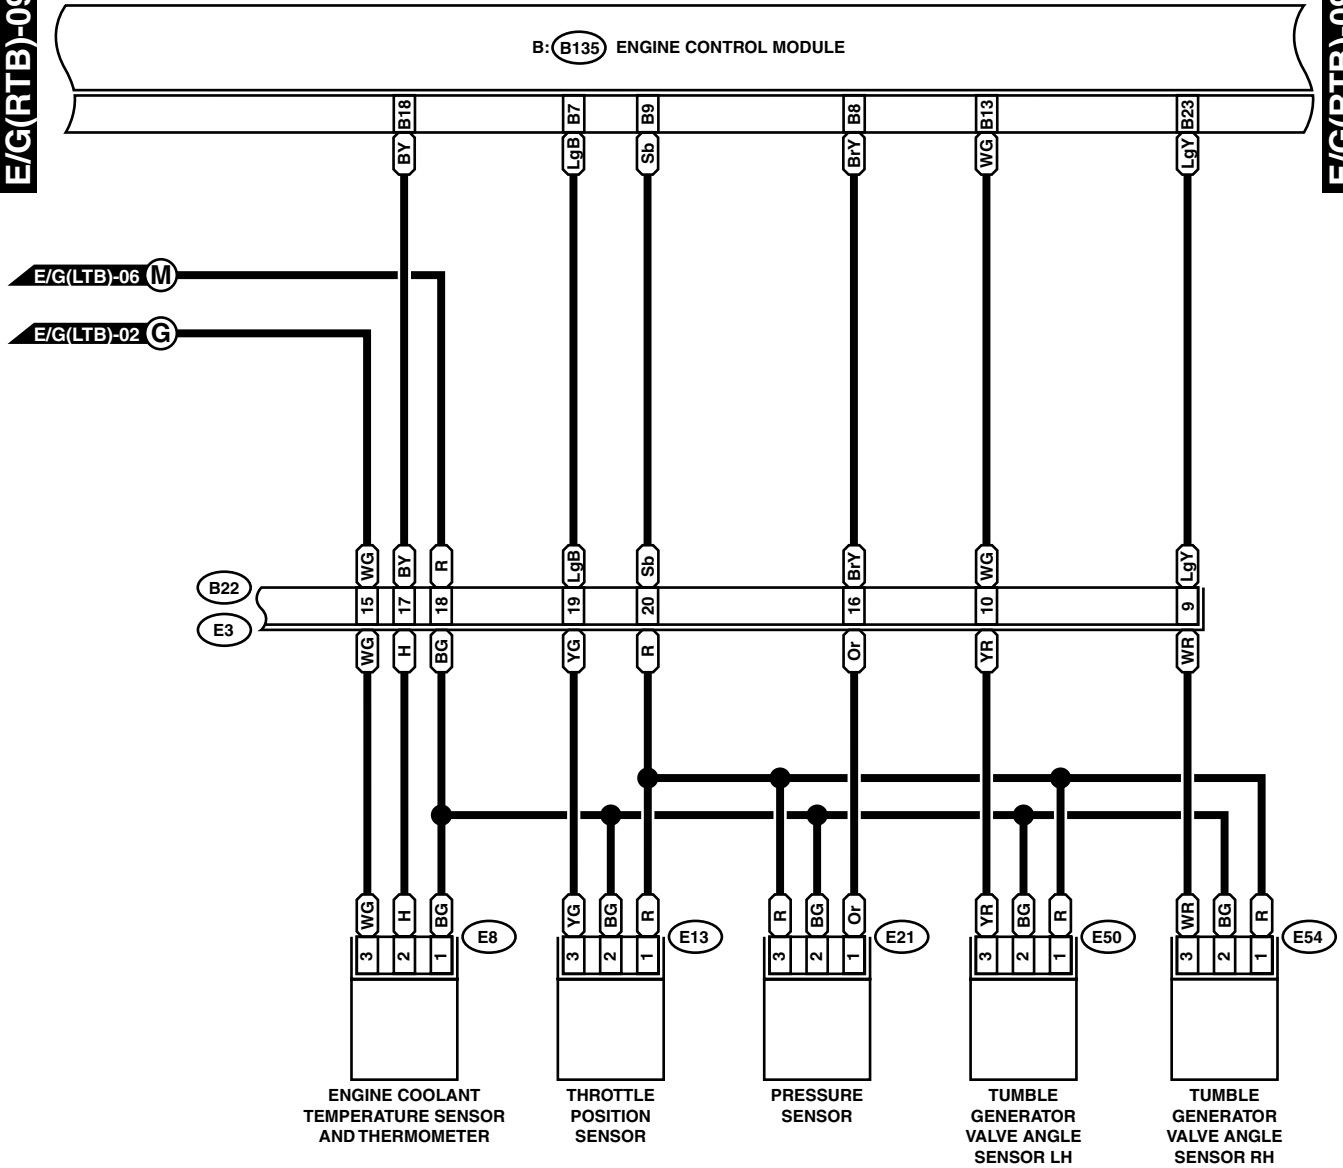 E/G(RTB)-09
E/G(RTB)-09
B: B135 ENGINE CONTROL MODULE
B18 B7 B9 B8 B13 B23
BY LgB Sb BrY WG LgY
E/G(LTB)-06 M
E/G(LTB)-02 G
WG BY R LgB Sb BrY WG LgY
B22
15 17 18 19 20 16 10 9
E3
WG H BG YG R Or YR WR
WG H BG YG BG R R BG Or YR BG R WR BG R
E8 E13 E21 E50 E54
3 2 1 3 2 1 3 2 1 3 2 1 3 2 1
ENGINE COOLANT
TEMPERATURE SENSOR
AND THERMOMETER
THROTTLE
POSITION
SENSOR
PRESSURE
SENSOR
TUMBLE
GENERATOR
VALVE ANGLE
SENSOR LH
TUMBLE
GENERATOR
VALVE ANGLE
SENSOR RH